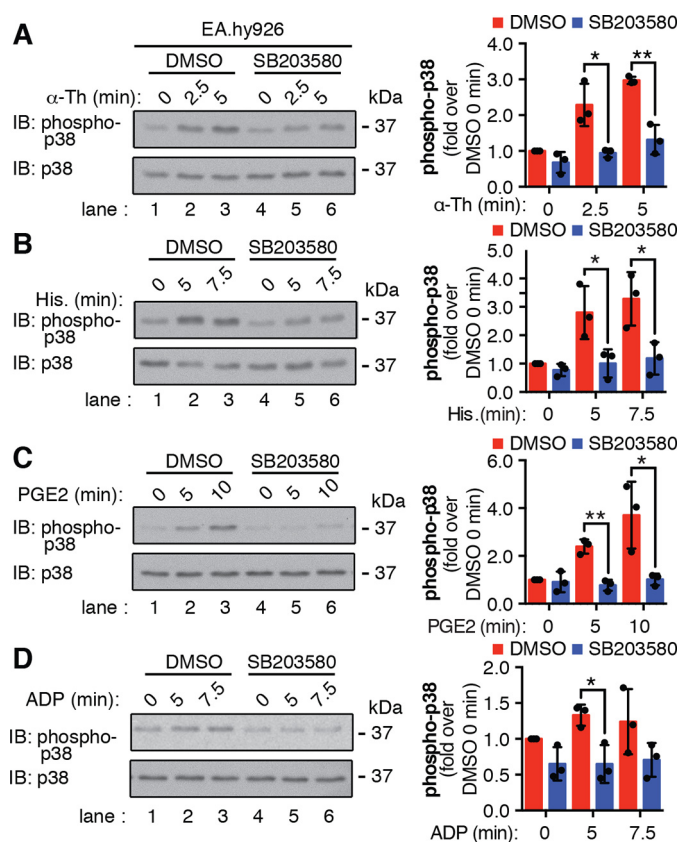 A
EA.hy926
DMSO SB203580
α-Th (min): 0 2.5 5 0 2.5 5 kDa
IB: phospho-
p38
- 37
IB: p38
- 37
lane : 1 2 3 4 5 6
DMSO SB203580
phospho-p38
(fold over
DMSO 0 min)
4.0
3.0
2.0
1.0
0.0
* **
α-Th (min): 0 2.5 5
B
DMSO SB203580
His. (min): 0 5 7.5 0 5 7.5 kDa
IB: phospho-
p38
- 37
IB: p38
- 37
lane : 1 2 3 4 5 6
DMSO SB203580
phospho-p38
(fold over
DMSO 0 min)
5.0
4.0
3.0
2.0
1.0
0.0
* *
His.(min): 0 5 7.5
C
DMSO SB203580
PGE2 (min): 0 5 10 0 5 10 kDa
IB: phospho-
p38
- 37
IB: p38
- 37
lane : 1 2 3 4 5 6
DMSO SB203580
phospho-p38
(fold over
DMSO 0 min)
6.0
4.0
2.0
0.0
** *
PGE2 (min): 0 5 10
D
DMSO SB203580
ADP (min): 0 5 7.5 0 5 7.5 kDa
IB: phospho-
p38
- 37
IB: p38
- 37
lane : 1 2 3 4 5 6
DMSO SB203580
phospho-p38
(fold over
DMSO 0 min)
2.0
1.5
1.0
0.5
0.0
*
ADP (min): 0 5 7.5